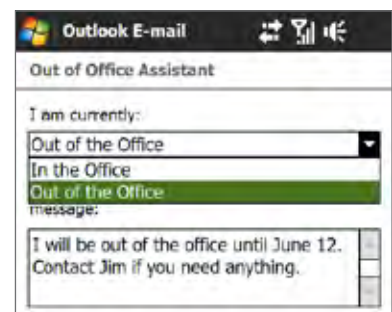 Outlook E-mail
Out of Office Assistant
I am currently:
Out of the Office
In the Office
Out of the Office
message:
I will be out of the office until June 12.
Contact Jim if you need anything.